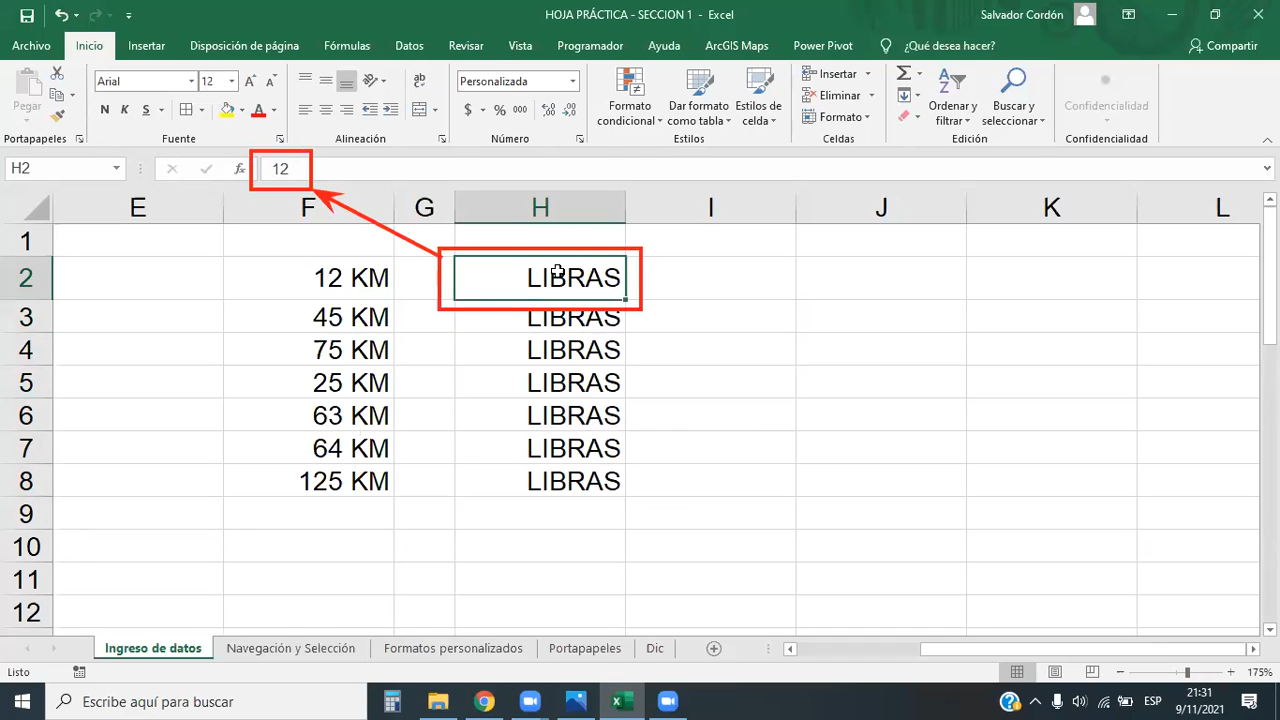 HOJA PRÁCTICA - SECCION 1 - Excel
Salvador Cordón
Archivo Inicio Insertar Disposición de página Fórmulas Datos Revisar Vista Programador Ayuda ArcGIS Maps Power Pivot ¿Qué desea hacer? Compartir
Pegar
Arial 12
N K S
ab
Personalizada
$ % 000
Formato condicional
Dar formato como tabla
Estilos de celda
Insertar
Eliminar
Formato
Ordenar y filtrar
Buscar y seleccionar
Confidencialidad
Portapapeles Fuente Alineación Número Estilos Celdas Edición Confidencialidad
H2 fx 12
E F G H I J K L
1
2 12 KM LIBRAS
3 45 KM LIBRAS
4 75 KM LIBRAS
5 25 KM LIBRAS
6 63 KM LIBRAS
7 64 KM LIBRAS
8 125 KM LIBRAS
9
10
11
12
Ingreso de datos Navegación y Selección Formatos personalizados Portapapeles Dic
Listo 175%
Escribe aquí para buscar
ESP
21:31
9/11/2021